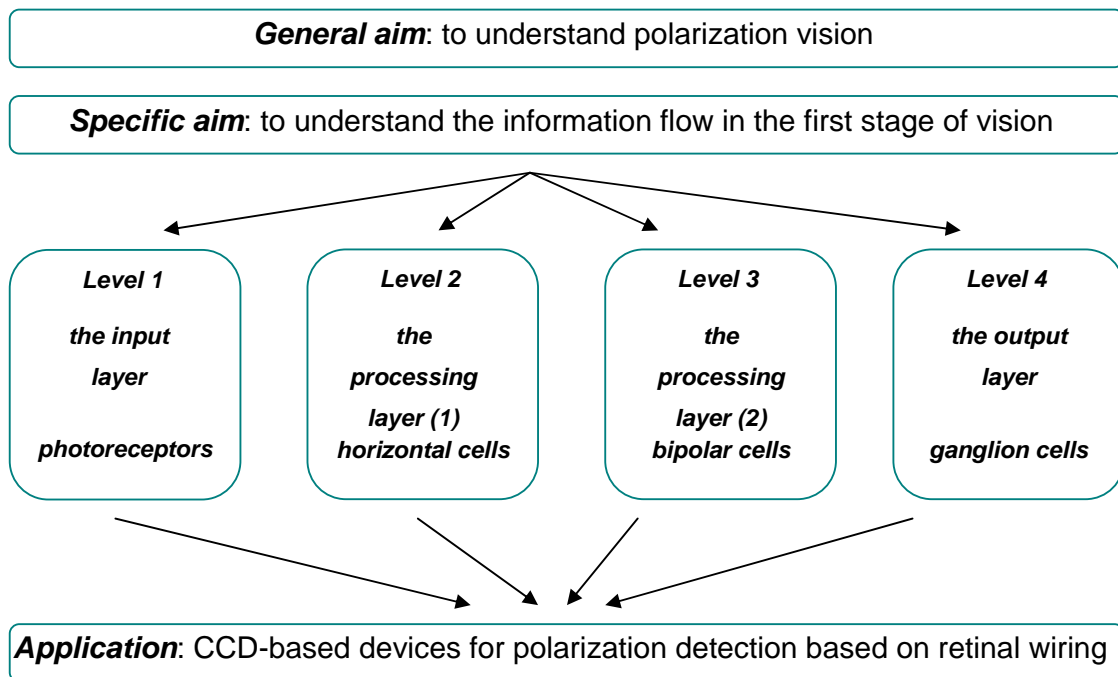 General aim: to understand polarization vision
Specific aim: to understand the information flow in the first stage of vision
Level 1
the input
layer
photoreceptors
Level 2
the
processing
layer (1)
horizontal cells
Level 3
the
processing
layer (2)
bipolar cells
Level 4
the output
layer
ganglion cells
Application: CCD-based devices for polarization detection based on retinal wiring